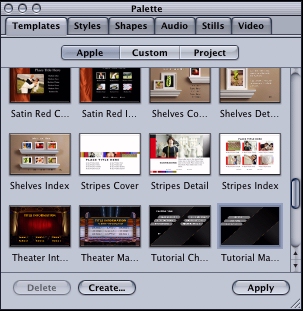 Palette
Templates Styles Shapes Audio Stills Video
Apple Custom Project
Satin Red C... Satin Red I... Shelves Co... Shelves Det...
Shelves Index Stripes Cover Stripes Detail Stripes Index
Theater Int... Theater Ma... Tutorial Ch... Tutorial Ma...
Delete Create... Apply